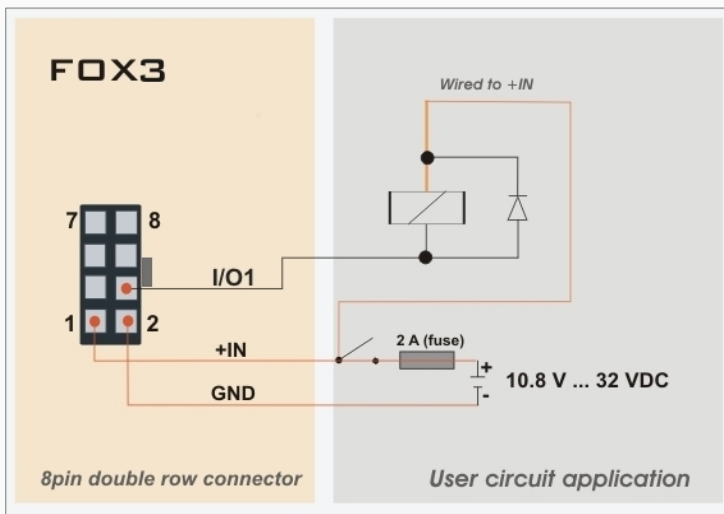 FOX3
Wired to +IN
7
8
I/O1
1
2
2 A (fuse)
+IN
+
10.8 V ... 32 VDC
GND
-
8pin double row connector
User circuit application